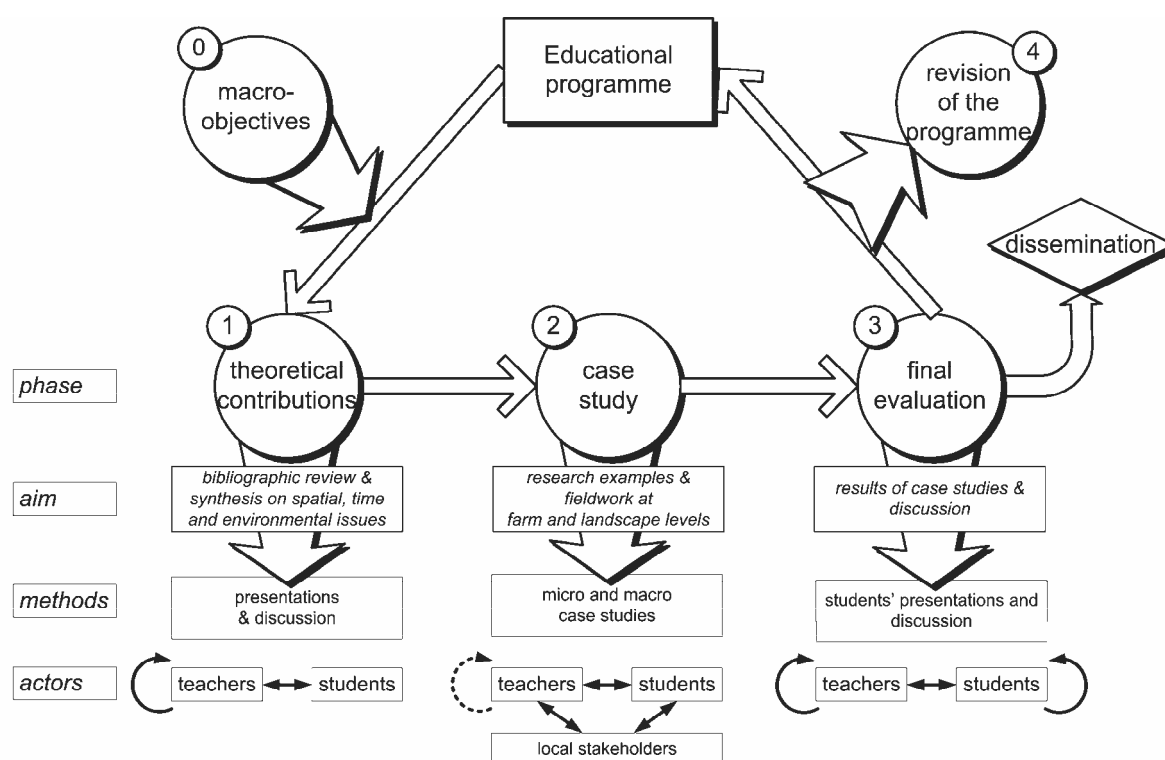 0
macro-
objectives
Educational
programme
4
revision
of the
programme
dissemination
1
theoretical
contributions
2
case
study
3
final
evaluation
phase
aim
bibliographic review &
synthesis on spatial, time
and environmental issues
research examples &
fieldwork at
farm and landscape levels
results of case studies &
discussion
methods
presentations
& discussion
micro and macro
case studies
students' presentations and
discussion
actors
teachers
students
teachers
students
local stakeholders
teachers
students